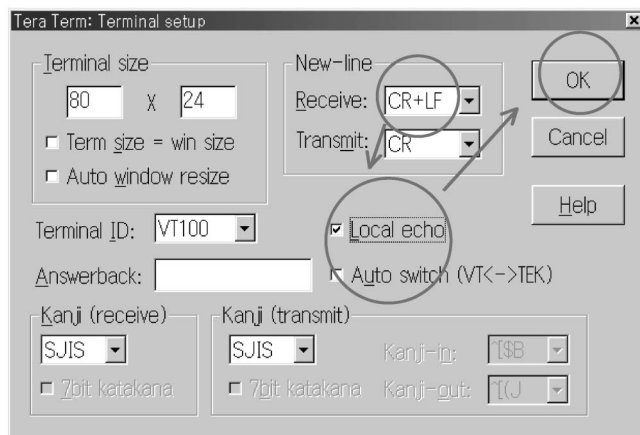 Tera Term: Terminal setup
Terminal size
80 X 24
Term size = win size
Auto window resize
New-line
Receive: CR+LF
Transmit: CR
OK
Cancel
Help
Terminal ID: VT100
Local echo
Answerback:
Auto switch (VT<->TEK)
Kanji (receive)
SJIS
7bit katakana
Kanji (transmit)
SJIS
7bit katakana
Kanji-in: ^[$B
Kanji-out: ^[(J